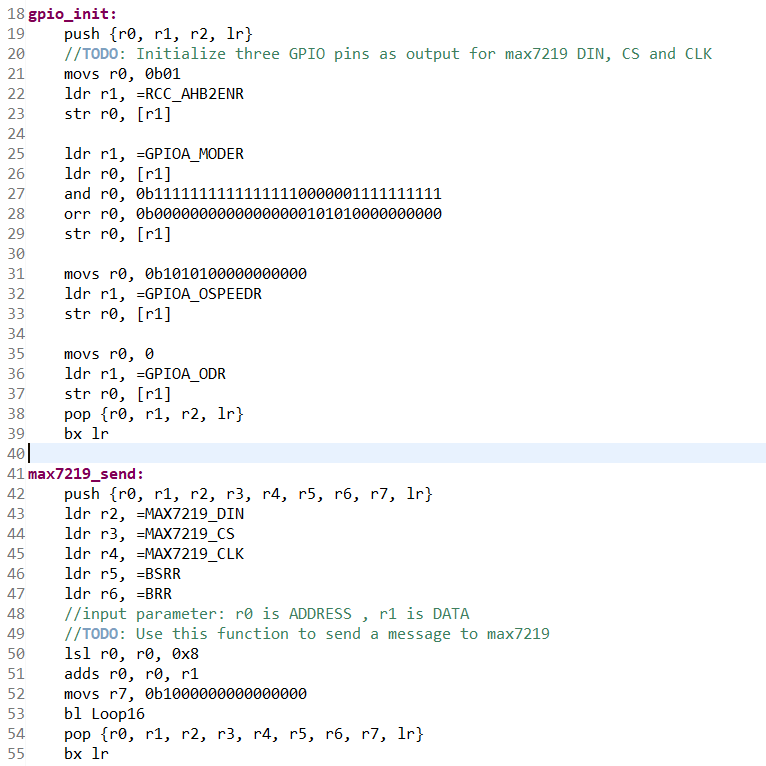 18 gpio_init:
19 push {r0, r1, r2, lr}
20 //TODO: Initialize three GPIO pins as output for max7219 DIN, CS and CLK
21 movs r0, 0b01
22 ldr r1, =RCC_AHB2ENR
23 str r0, [r1]
24
25 ldr r1, =GPIOA_MODER
26 ldr r0, [r1]
27 and r0, 0b11111111111111110000001111111111
28 orr r0, 0b00000000000000000101010000000000
29 str r0, [r1]
30
31 movs r0, 0b1010100000000000
32 ldr r1, =GPIOA_OSPEEDR
33 str r0, [r1]
34
35 movs r0, 0
36 ldr r1, =GPIOA_ODR
37 str r0, [r1]
38 pop {r0, r1, r2, lr}
39 bx lr
40
41 max7219_send:
42 push {r0, r1, r2, r3, r4, r5, r6, r7, lr}
43 ldr r2, =MAX7219_DIN
44 ldr r3, =MAX7219_CS
45 ldr r4, =MAX7219_CLK
46 ldr r5, =BSRR
47 ldr r6, =BRR
48 //input parameter: r0 is ADDRESS , r1 is DATA
49 //TODO: Use this function to send a message to max7219
50 lsl r0, r0, 0x8
51 adds r0, r0, r1
52 movs r7, 0b1000000000000000
53 bl Loop16
54 pop {r0, r1, r2, r3, r4, r5, r6, r7, lr}
55 bx lr